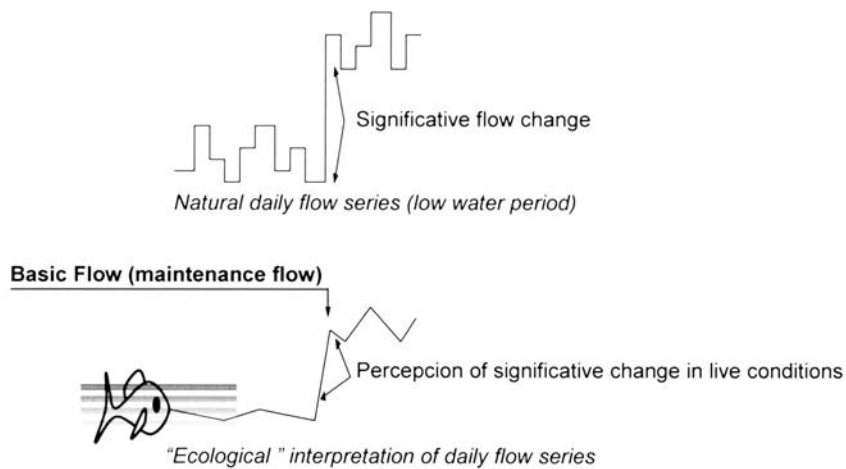 Significative flow change
Natural daily flow series (low water period)
Basic Flow (maintenance flow)
Percepcion of significative change in live conditions
"Ecological " interpretation of daily flow series